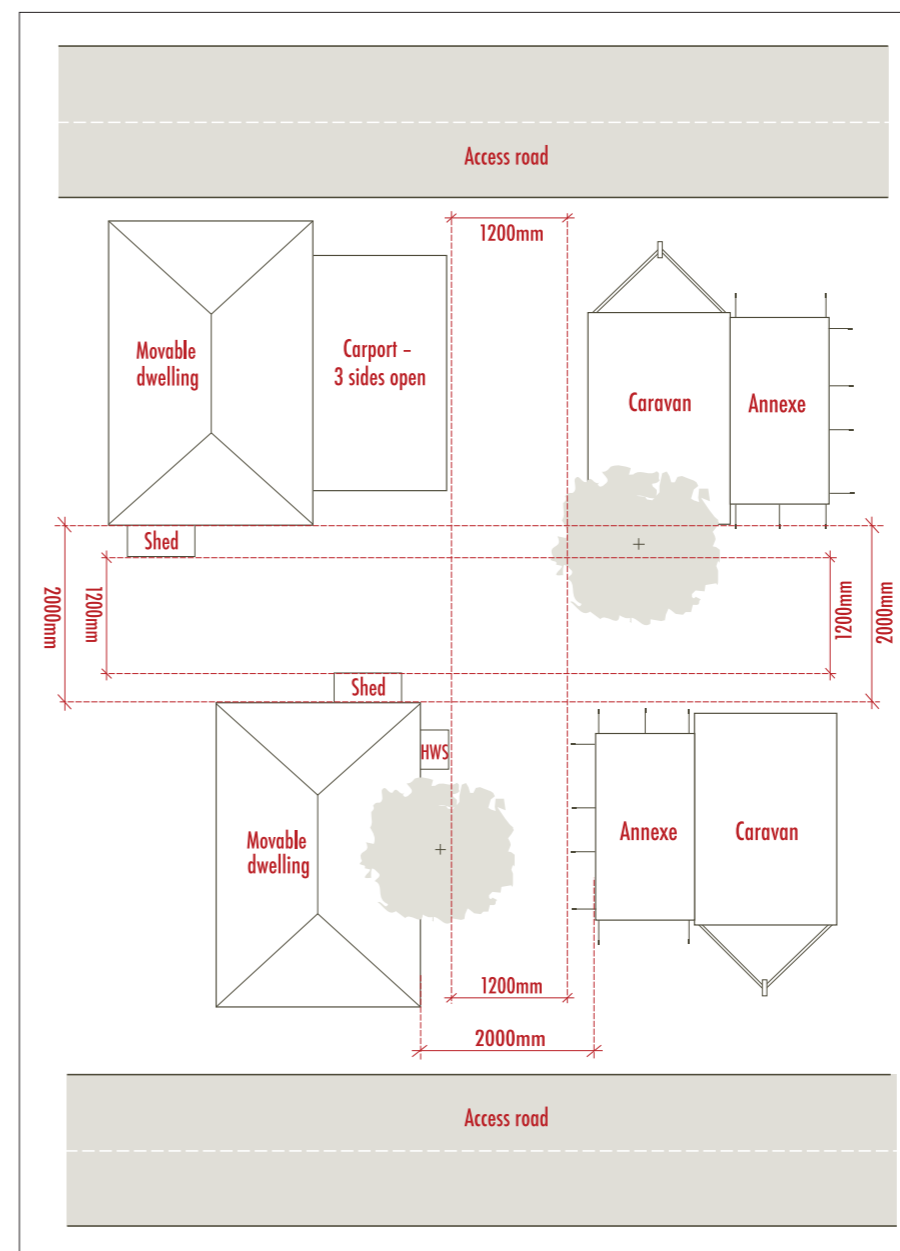 Access road
1200mm
Movable
dwelling
Carport –
3 sides open
Caravan
Annexe
Shed
2000mm
1200mm
1200mm
2000mm
Shed
HWS
Movable
dwelling
Annexe
Caravan
1200mm
2000mm
Access road